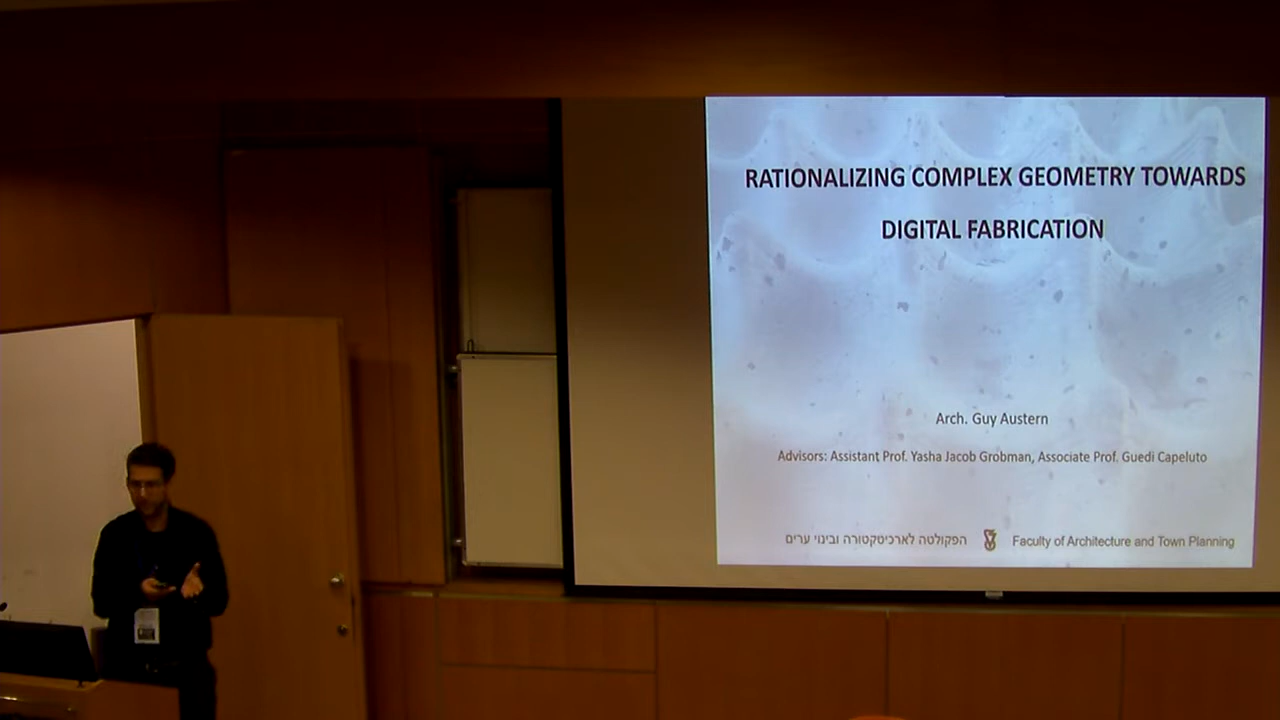 RATIONALIZING COMPLEX GEOMETRY TOWARDS
DIGITAL FABRICATION
Arch. Guy Austern
Advisors: Assistant Prof. Yasha Jacob Grobman, Associate Prof. Guedi Capeluto
הפקולטה לארכיטקטורה ובינוי ערים Faculty of Architecture and Town Planning